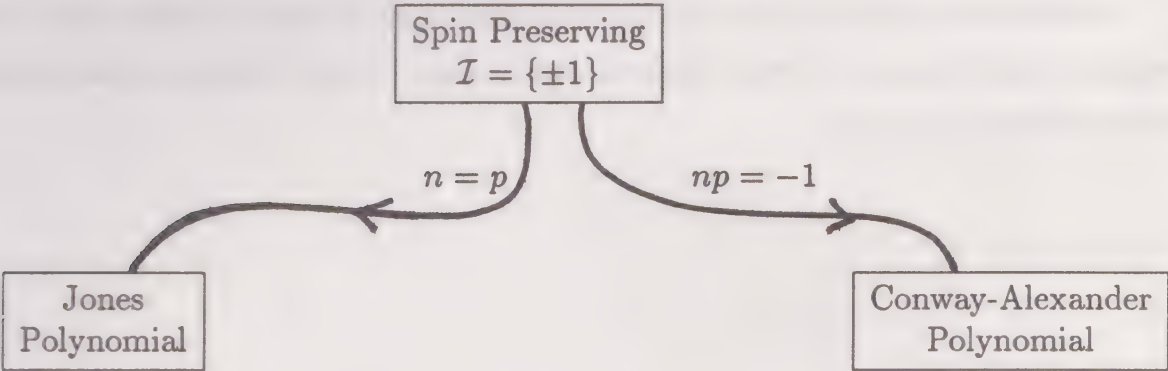 Spin Preserving
𝓘 = {±1}
n = p
np = −1
Jones
Polynomial
Conway-Alexander
Polynomial